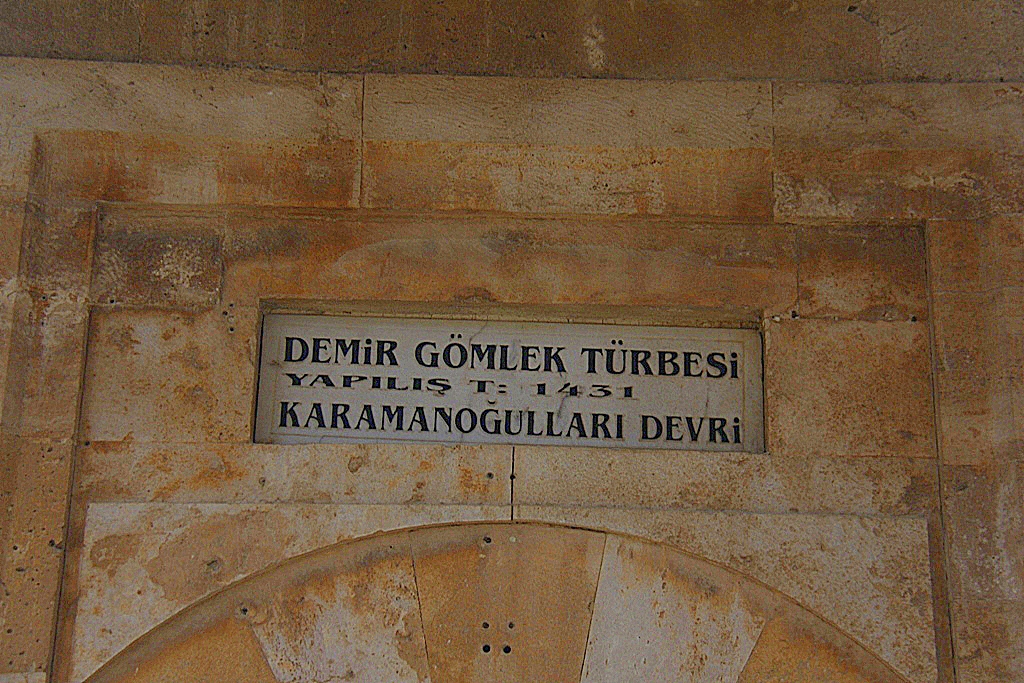 DEMiR GÖMLEK TÜRBESi
YAPILIŞ T: 1431
KARAMANOĞULLARI DEVRi